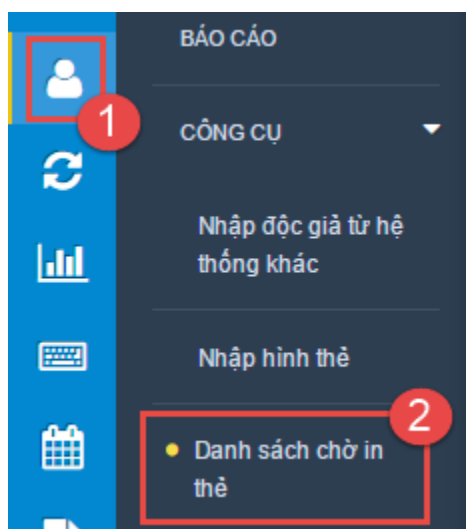 BÁO CÁO
1
CÔNG CỤ
Nhập độc giả từ hệ
thống khác
Nhập hình thẻ
2
Danh sách chờ in
thẻ